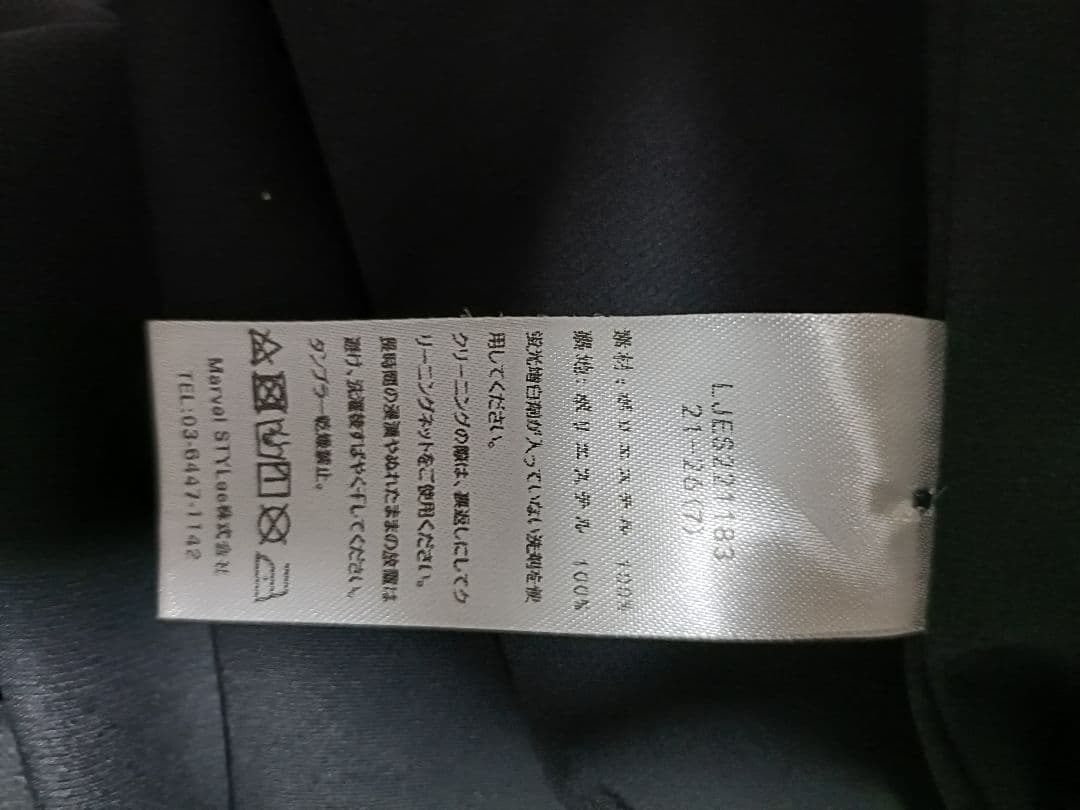 LJES221183
21-26(7)
素材:ポリエステル 100%
裏地:ポリエステル 100%
蛍光増白剤が入っていない洗剤を使
用してください。
クリーニングの際は、裏返しにしてク
リーニングネットをご使用ください。
長時間の浸漬やぬれたままの放置は
避け、洗濯後すばやく干してください。
タンブラー乾燥禁止。
Marvel STYLee株式会社
TEL:03-6447-1142